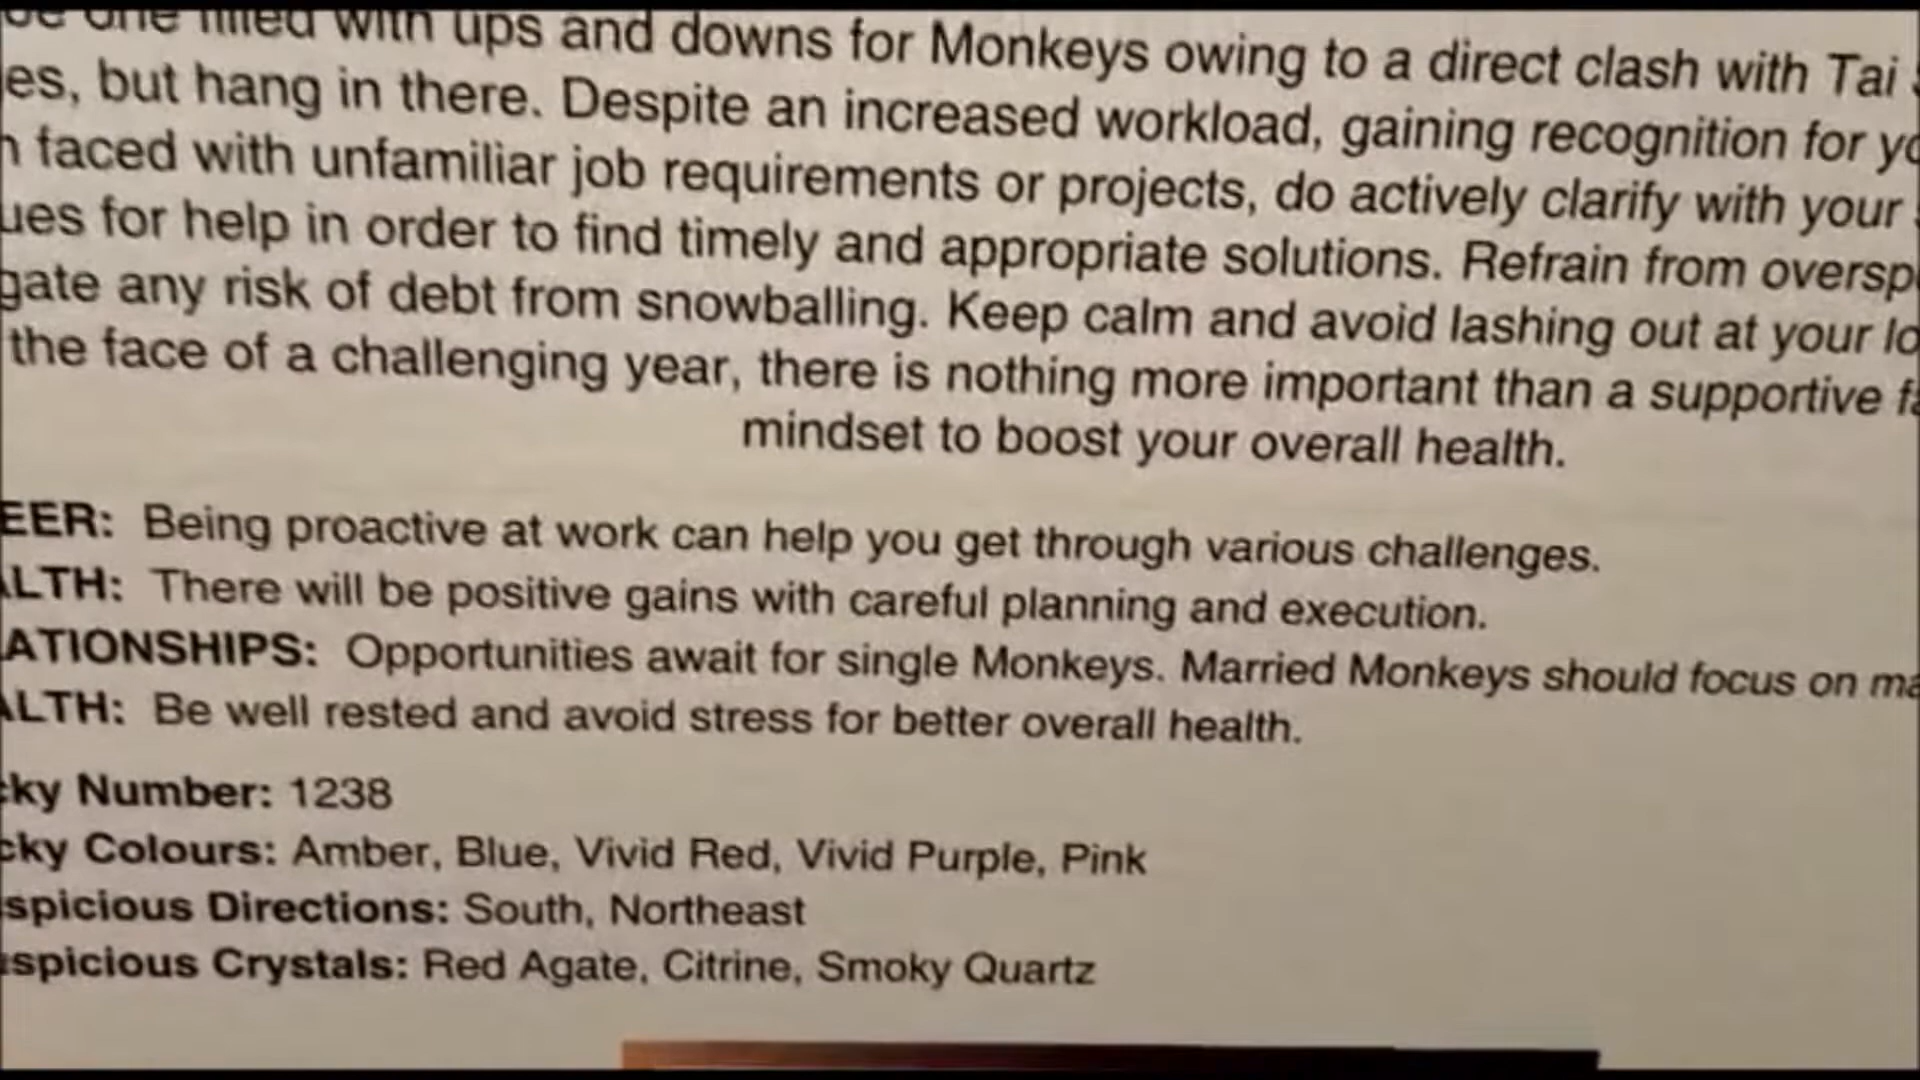 one filled with ups and downs for Monkeys owing to a direct clash with Tai
but hang in there. Despite an increased workload, gaining recognition for
faced with unfamiliar job requirements or projects, do actively clarify with your
for help in order to find timely and appropriate solutions. Refrain from
any risk of debt from snowballing. Keep calm and avoid lashing out at your
the face of a challenging year, there is nothing more important than a supportive
mindset to boost your overall health.
EER: Being proactive at work can help you get through various challenges.
LTH: There will be positive gains with careful planning and execution.
ATIONSHIPS: Opportunities await for single Monkeys. Married Monkeys should focus on
LTH: Be well rested and avoid stress for better overall health.
ky Number: 1238
cky Colours: Amber, Blue, Vivid Red, Vivid Purple, Pink
spicious Directions: South, Northeast
spicious Crystals: Red Agate, Citrine, Smoky Quartz